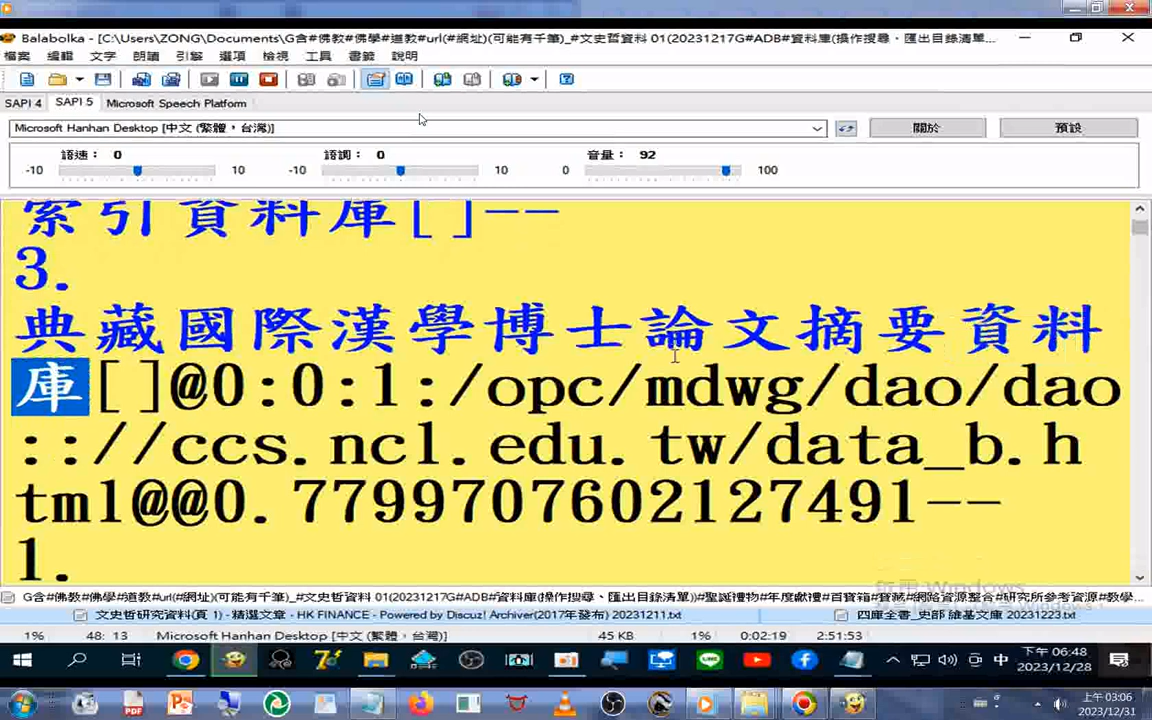 Balabolka - [C:\Users\ZONG\Documents\G含#佛教#佛學#道教#url(#網址)(可能有千筆)_#文史哲資料 01(20231217G#ADB#資料庫(操作搜尋、匯出目錄清單...
檔案 編輯 文字 朗讀 引擎 選項 檢視 工具 書籤 說明
SAPI 4 SAPI 5 Microsoft Speech Platform
Microsoft Hanhan Desktop [中文 (繁體，台灣)] 關於 預設
語速： 0 語調： 0 音量： 92
-10 10 -10 10 0 100
索引資料庫[]--
3.
典藏國際漢學博士論文摘要資料
庫[]@0:0:1:/opc/mdwg/dao/dao
:://ccs.ncl.edu.tw/data_b.h
tml@@0.7799707602127491--
1.
G含#佛教#佛學#道教#url(#網址)(可能有千筆)_#文史哲資料 01(20231217G#ADB#資料庫(操作搜尋、匯出目錄清單))#聖誕禮物#年度獻禮#百寶箱#寶藏#網路資源整合#研究所參考資源#教學...
文史哲研究資料(頁 1) - 精選文章 - HK FINANCE - Powered by Discuz! Archiver(2017年發布) 20231211.txt 四庫全書_史部 維基文庫 20231223.txt
1% 48: 13 Microsoft Hanhan Desktop [中文 (繁體，台灣)] 45 KB 1% 0:02:19 2:51:53
中 下午 06:48
2023/12/28
上午 03:06
2023/12/31